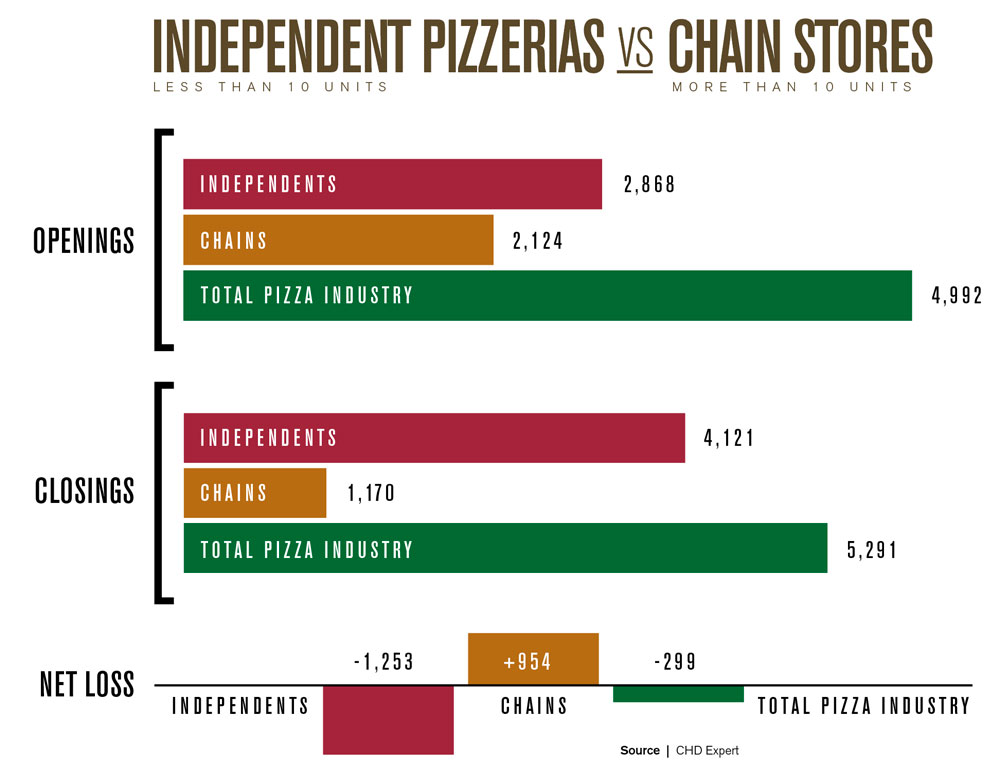 INDEPENDENT PIZZERIAS VS CHAIN STORES
LESS THAN 10 UNITS
MORE THAN 10 UNITS
OPENINGS
INDEPENDENTS 2,868
CHAINS 2,124
TOTAL PIZZA INDUSTRY 4,992
CLOSINGS
INDEPENDENTS 4,121
CHAINS 1,170
TOTAL PIZZA INDUSTRY 5,291
NET LOSS
-1,253 +954 -299
INDEPENDENTS CHAINS TOTAL PIZZA INDUSTRY
Source | CHD Expert